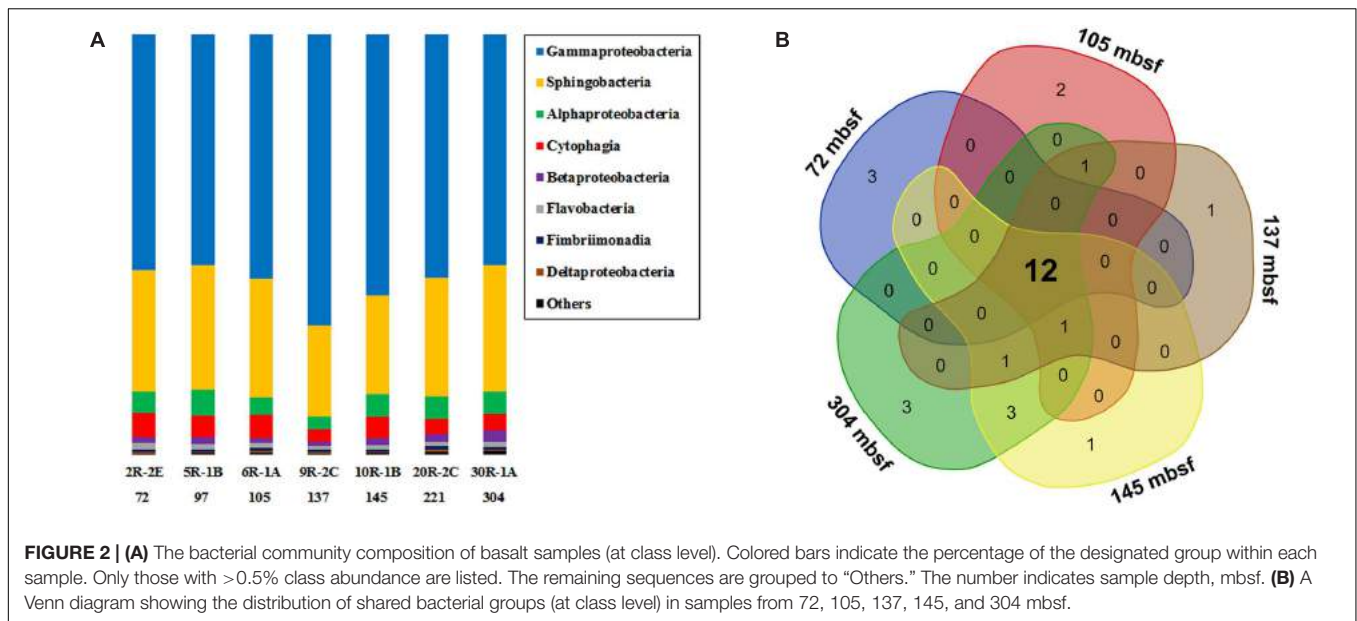 A
Gammaproteobacteria
Sphingobacteria
Alphaproteobacteria
Cytophagia
Betaproteobacteria
Flavobacteria
Fimbriimonadia
Deltaproteobacteria
Others
2R-2E 5R-1B 6R-1A 9R-2C 10R-1B 20R-2C 30R-1A
72 97 105 137 145 221 304
B
105 mbsf
72 mbsf
137 mbsf
304 mbsf
145 mbsf
2
0
0 1 0
3 0
1
0 0 0
0 0
0 0
12 0
0 0
0
0 0 1 0 0
0 1
0
3 3 0
1
FIGURE 2 | (A) The bacterial community composition of basalt samples (at class level). Colored bars indicate the percentage of the designated group within each
sample. Only those with >0.5% class abundance are listed. The remaining sequences are grouped to “Others.” The number indicates sample depth, mbsf. (B) A
Venn diagram showing the distribution of shared bacterial groups (at class level) in samples from 72, 105, 137, 145, and 304 mbsf.